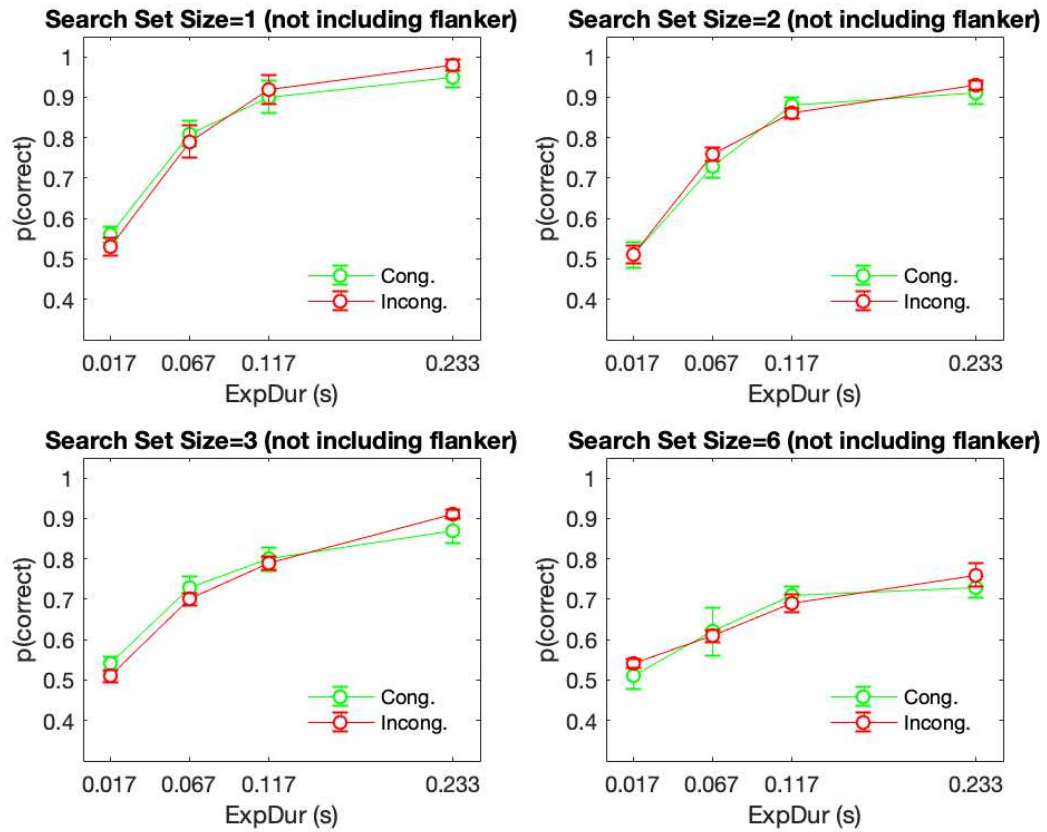 Search Set Size=1 (not including flanker)
1
0.9
0.8
0.7
0.6
0.5
0.4
p(correct)
Cong.
Incong.
0.017 0.067 0.117 0.233
ExpDur (s)
Search Set Size=2 (not including flanker)
1
0.9
0.8
0.7
0.6
0.5
0.4
p(correct)
Cong.
Incong.
0.017 0.067 0.117 0.233
ExpDur (s)
Search Set Size=3 (not including flanker)
1
0.9
0.8
0.7
0.6
0.5
0.4
p(correct)
Cong.
Incong.
0.017 0.067 0.117 0.233
ExpDur (s)
Search Set Size=6 (not including flanker)
1
0.9
0.8
0.7
0.6
0.5
0.4
p(correct)
Cong.
Incong.
0.017 0.067 0.117 0.233
ExpDur (s)